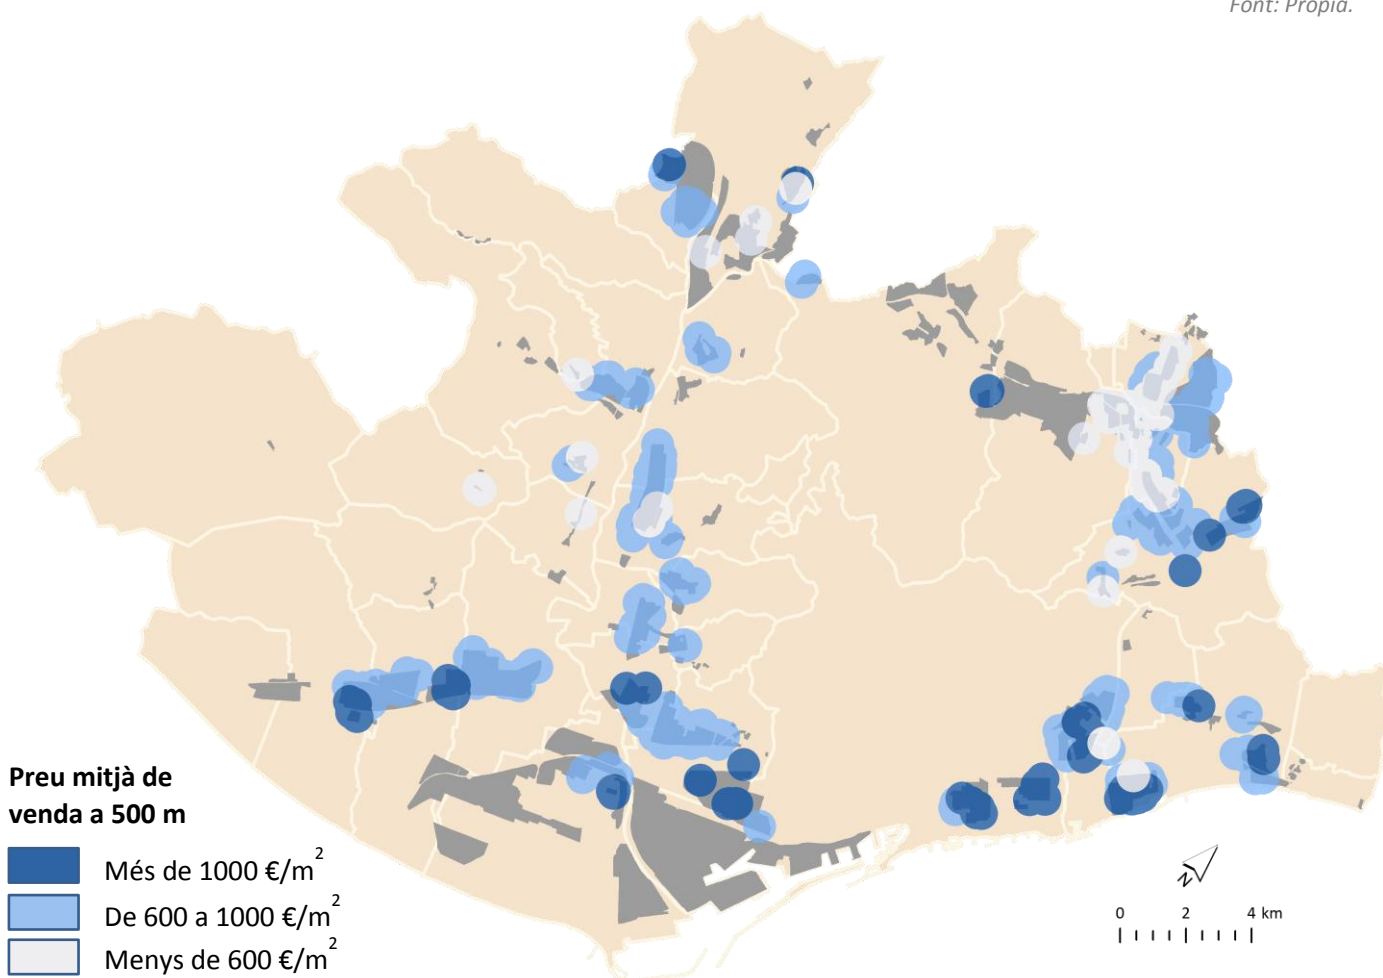 Font: Pròpia.
Preu mitjà de
venda a 500 m
Més de 1000 €/m²
De 600 a 1000 €/m²
Menys de 600 €/m²
N
0 2 4 km